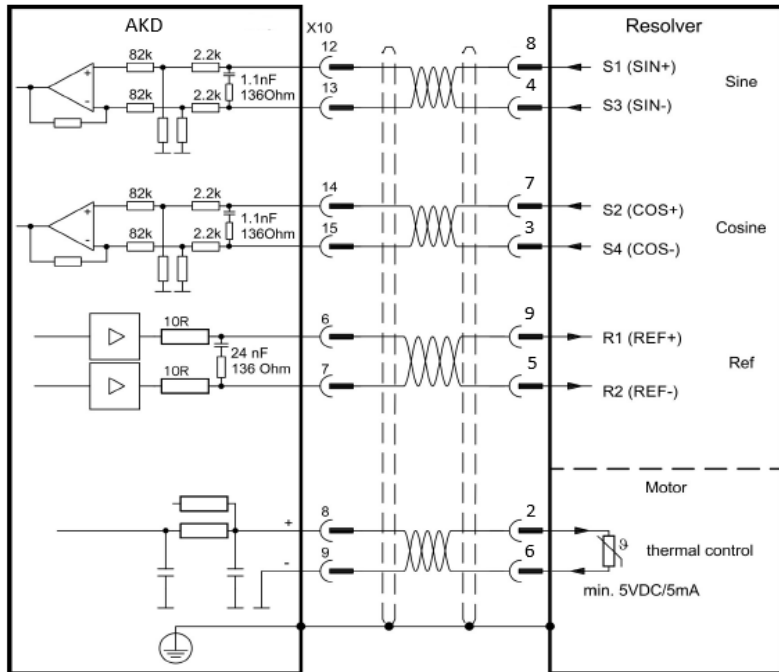 AKD X10 Resolver
82k 2.2k 12 8 S1 (SIN+)
+ 1.1nF Sine
- 82k 2.2k 136Ohm 13 4 S3 (SIN-)
82k 2.2k 14 7 S2 (COS+)
+ 1.1nF Cosine
- 82k 2.2k 136Ohm 15 3 S4 (COS-)
10R 6 9 R1 (REF+)
24 nF Ref
10R 136 Ohm 7 5 R2 (REF-)
Motor
+ 8 2
ϑ thermal control
- 9 6
min. 5VDC/5mA